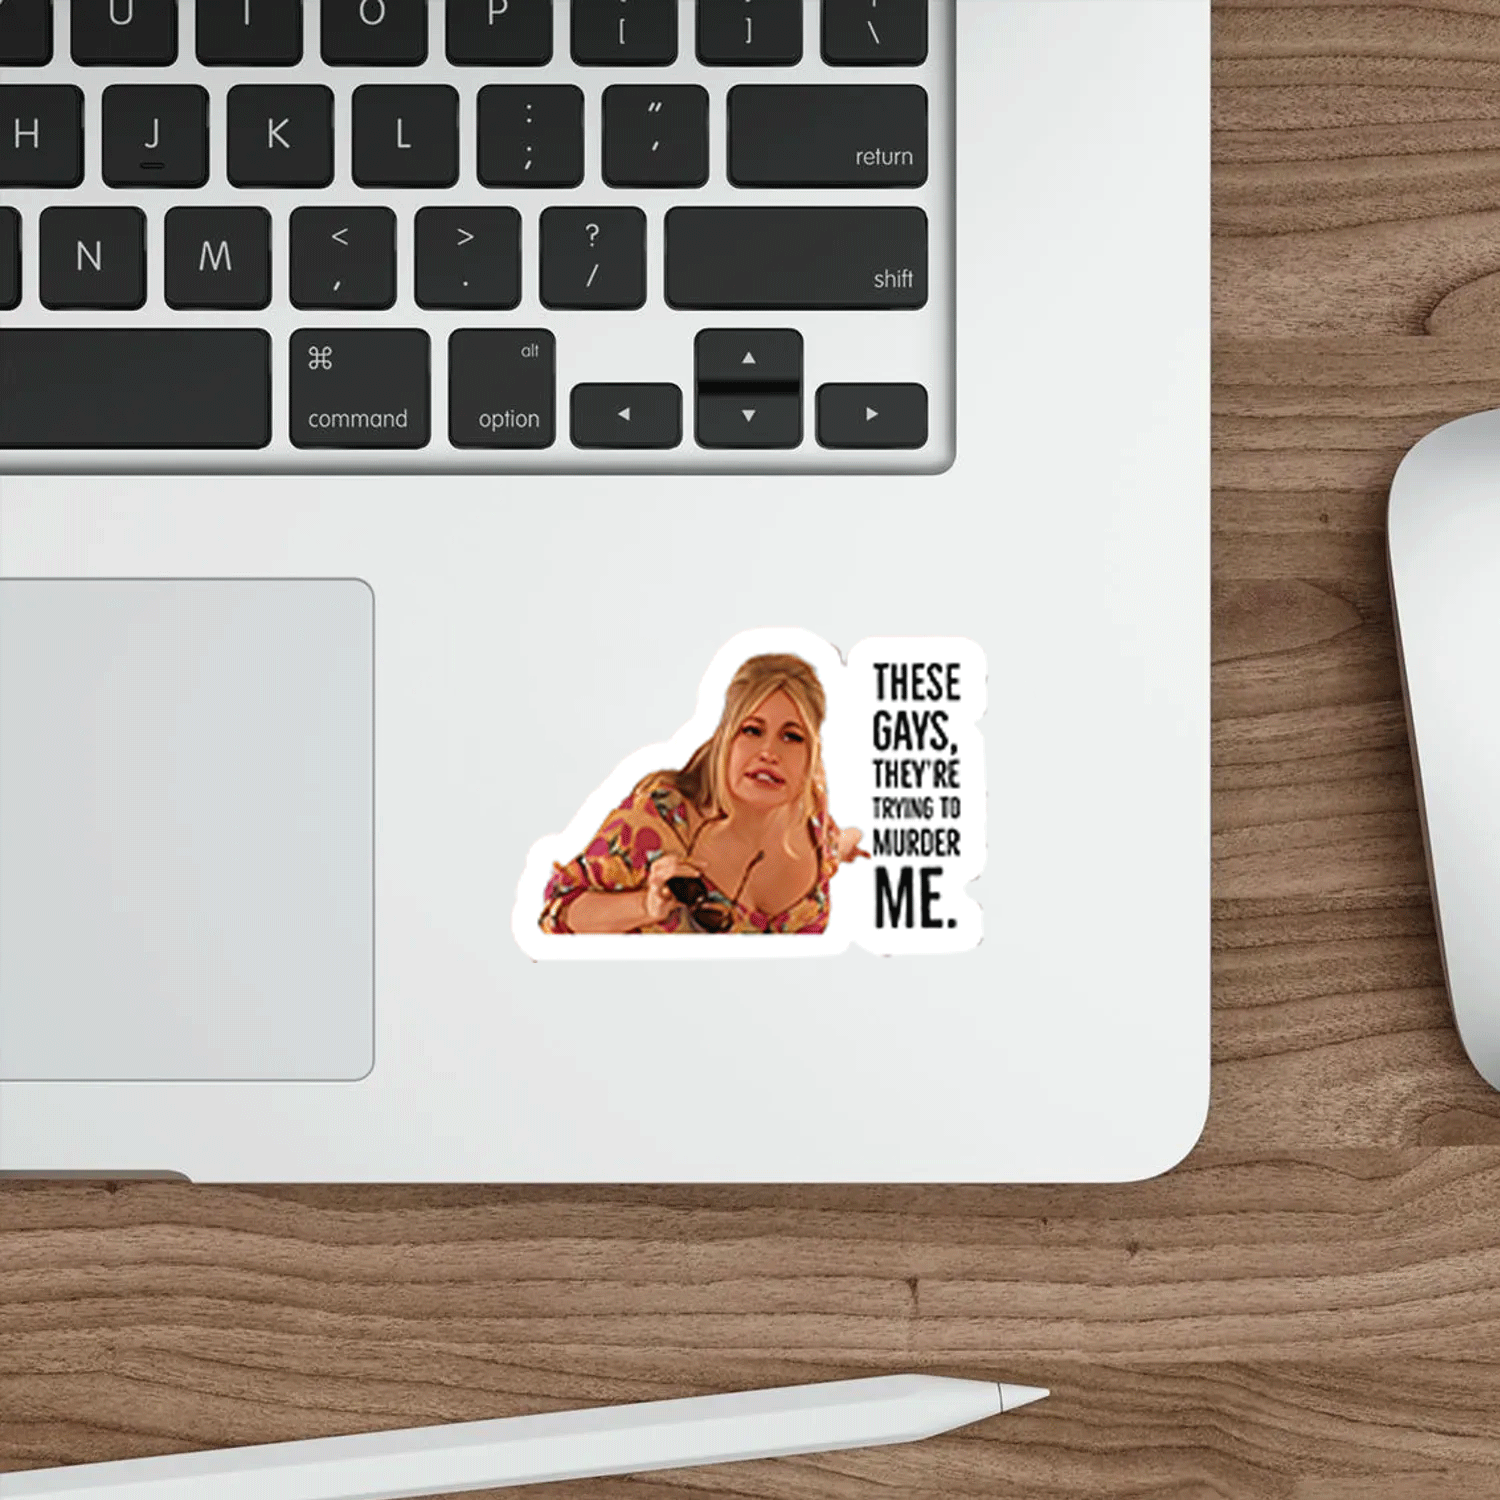 U I O P [ ] \
H J K L : ; " ' return
N M < , > . ? / shift
⌘ command alt option ◀ ▲ ▼ ▶
THESE
GAYS,
THEY'RE
TRYING TO
MURDER
ME.